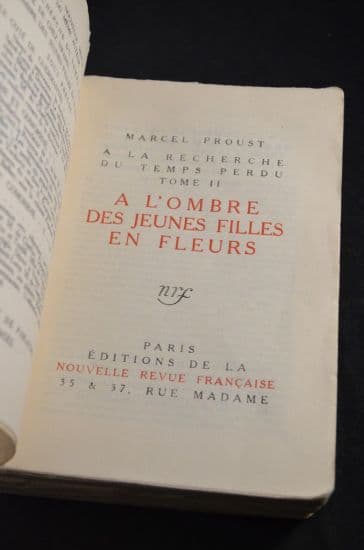 MARCEL PROUST
A LA RECHERCHE
DU TEMPS PERDU
TOME II
A L'OMBRE
DES JEUNES FILLES
EN FLEURS
nrf
PARIS
ÉDITIONS DE LA
NOUVELLE REVUE FRANÇAISE
35 & 37, RUE MADAME